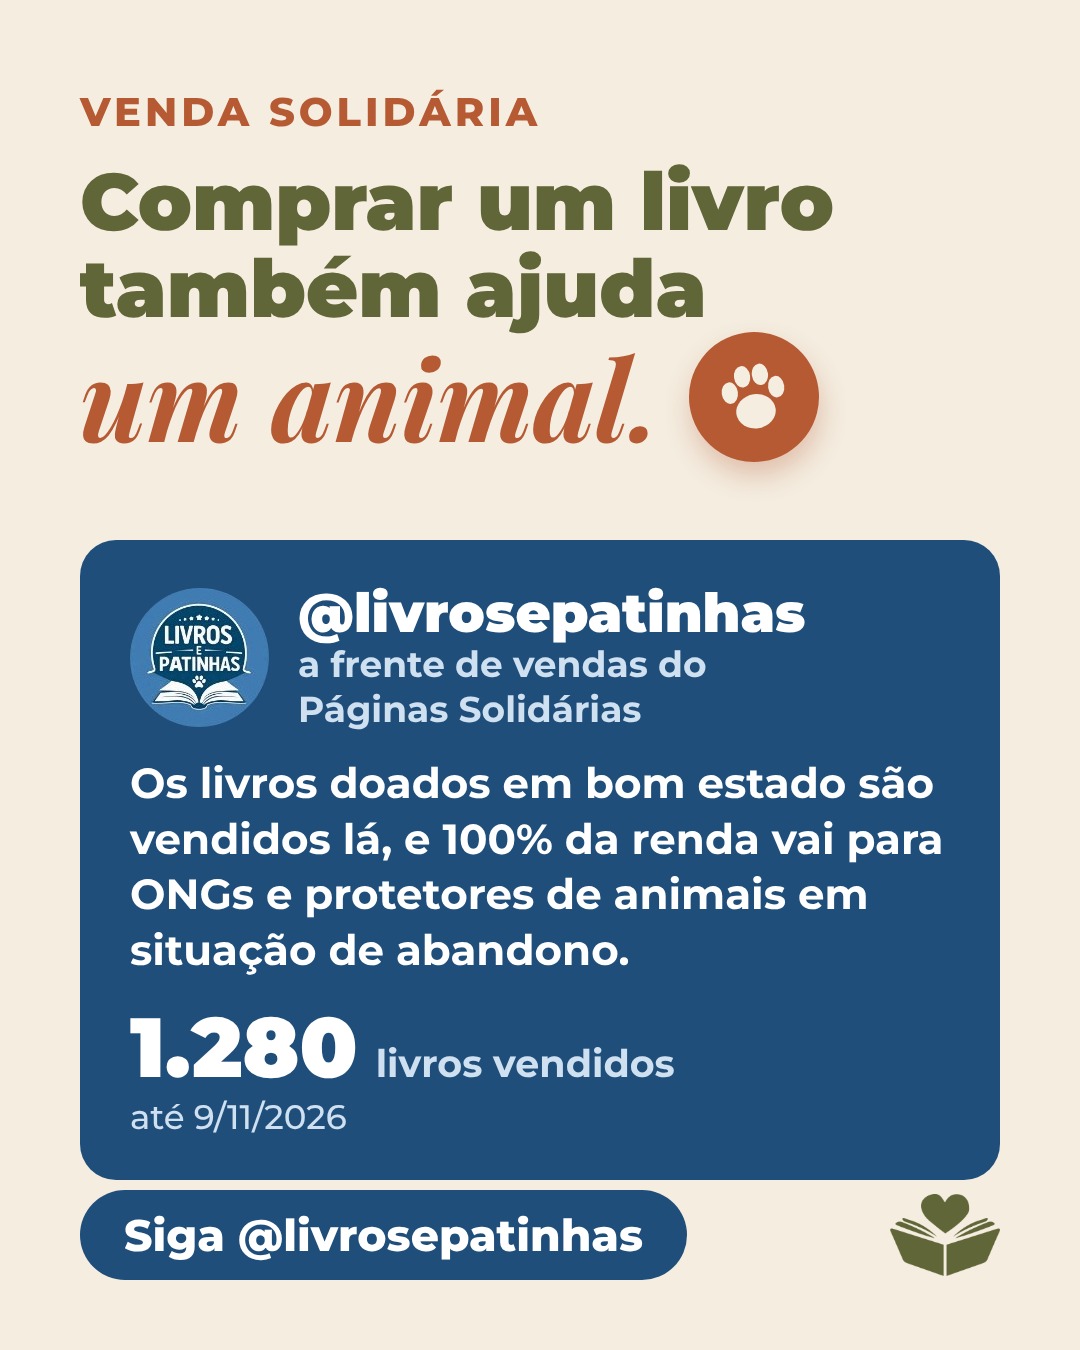 VENDA SOLIDÁRIA
Comprar um livro
também ajuda
um animal.
LIVROS
E
PATINHAS
@livrosepatinhas
a frente de vendas do
Páginas Solidárias
Os livros doados em bom estado são
vendidos lá, e 100% da renda vai para
ONGs e protetores de animais em
situação de abandono.
1.280 livros vendidos
até 9/11/2026
Siga @livrosepatinhas